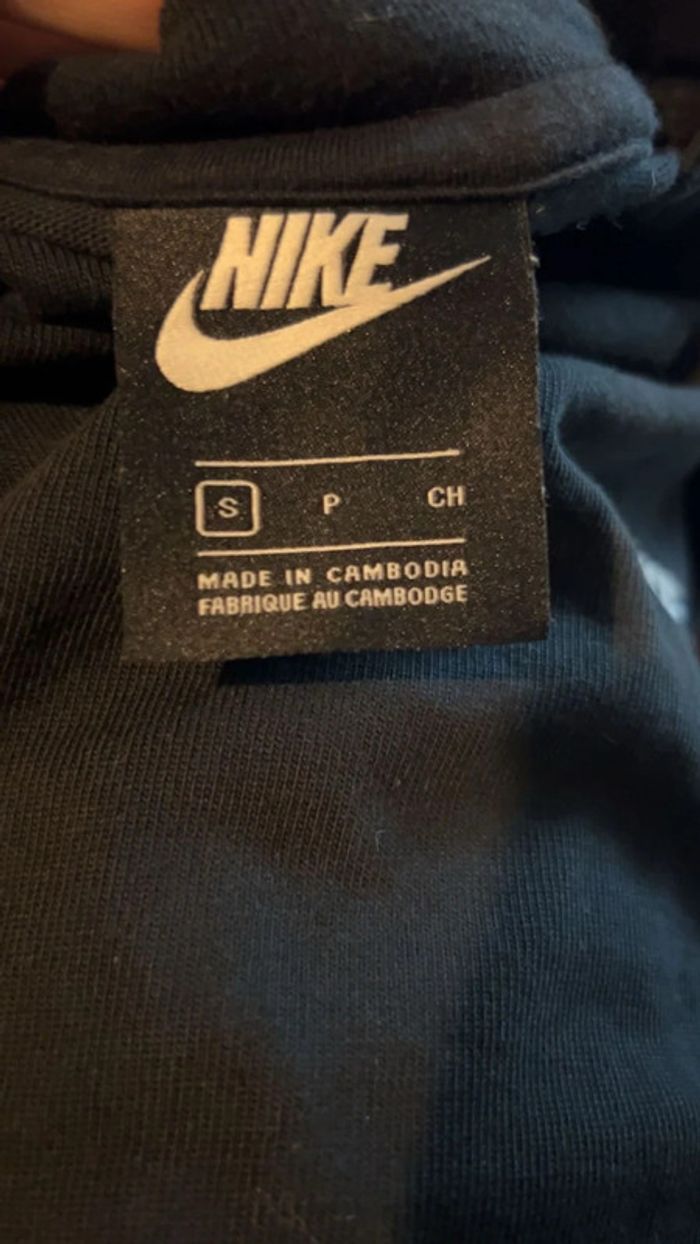 NIKE
S P CH
MADE IN CAMBODIA
FABRIQUE AU CAMBODGE